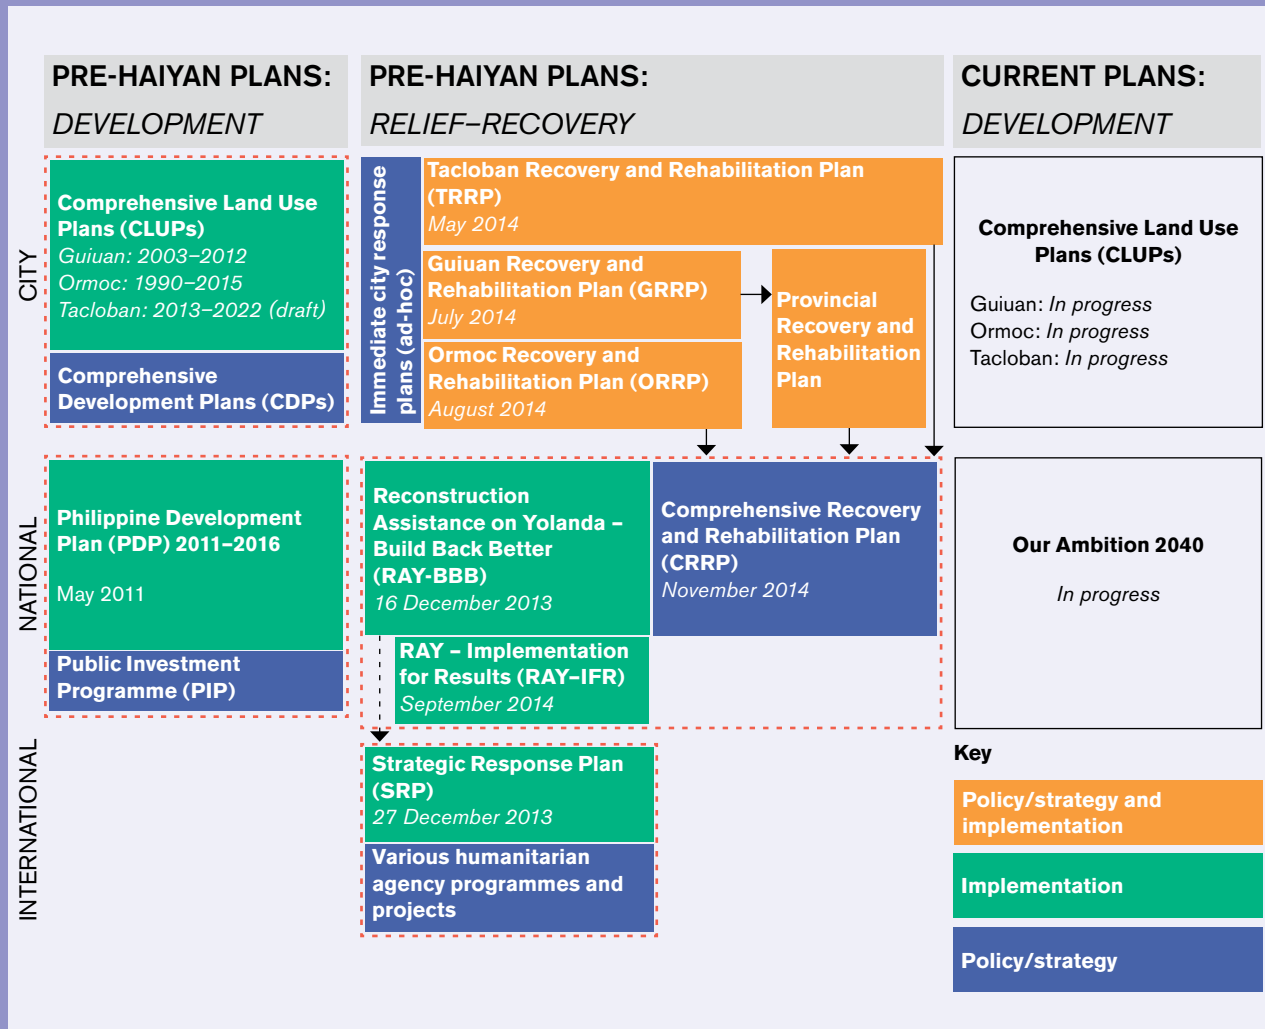 PRE-HAIYAN PLANS:
DEVELOPMENT
PRE-HAIYAN PLANS:
RELIEF–RECOVERY
CURRENT PLANS:
DEVELOPMENT
CITY
Comprehensive Land Use
Plans (CLUPs)
Guiuan: 2003–2012
Ormoc: 1990–2015
Tacloban: 2013–2022 (draft)
Comprehensive
Development Plans (CDPs)
Immediate city response
plans (ad-hoc)
Tacloban Recovery and Rehabilitation Plan
(TRRP)
May 2014
Guiuan Recovery and
Rehabilitation Plan (GRRP)
July 2014
Ormoc Recovery and
Rehabilitation Plan (ORRP)
August 2014
Provincial
Recovery and
Rehabilitation
Plan
Comprehensive Land Use
Plans (CLUPs)
Guiuan: In progress
Ormoc: In progress
Tacloban: In progress
NATIONAL
Philippine Development
Plan (PDP) 2011–2016
May 2011
Public Investment
Programme (PIP)
Reconstruction
Assistance on Yolanda –
Build Back Better
(RAY-BBB)
16 December 2013
RAY – Implementation
for Results (RAY–IFR)
September 2014
Comprehensive Recovery
and Rehabilitation Plan
(CRRP)
November 2014
Our Ambition 2040
In progress
INTERNATIONAL
Strategic Response Plan
(SRP)
27 December 2013
Various humanitarian
agency programmes and
projects
Key
Policy/strategy and
implementation
Implementation
Policy/strategy